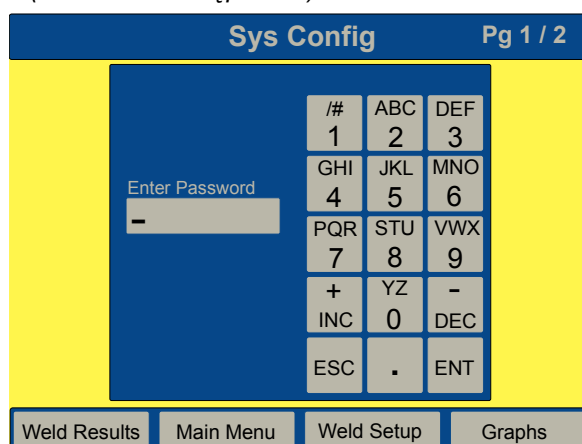 Sys Config Pg 1 / 2
/# ABC DEF
1 2 3
GHI JKL MNO
Enter Password
4 5 6
-
PQR STU VWX
7 8 9
+ YZ -
INC 0 DEC
ESC . ENT
Weld Results Main Menu Weld Setup Graphs